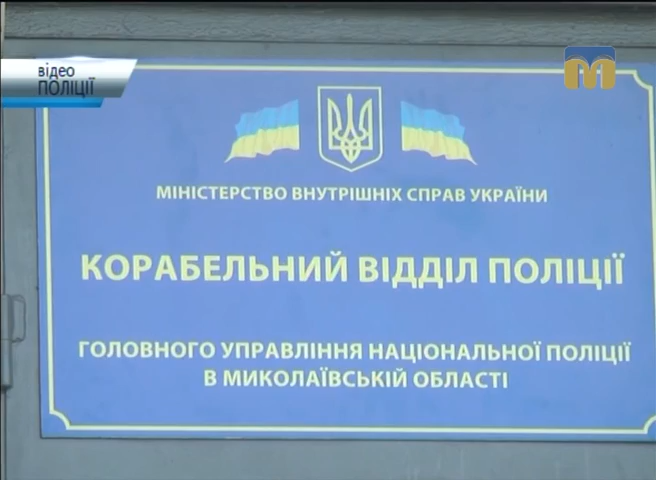 відео
ПОЛІЦІЇ
М
МІНІСТЕРСТВО ВНУТРІШНІХ СПРАВ УКРАЇНИ
КОРАБЕЛЬНИЙ ВІДДІЛ ПОЛІЦІЇ
ГОЛОВНОГО УПРАВЛІННЯ НАЦІОНАЛЬНОЇ ПОЛІЦІЇ
В МИКОЛАЇВСЬКІЙ ОБЛАСТІ